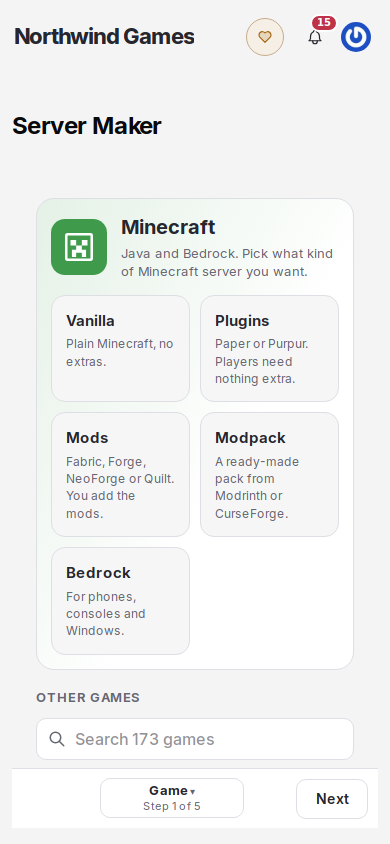 Northwind Games
15
Server Maker
Minecraft
Java and Bedrock. Pick what kind
of Minecraft server you want.
Vanilla
Plain Minecraft, no
extras.
Plugins
Paper or Purpur.
Players need
nothing extra.
Mods
Fabric, Forge,
NeoForge or Quilt.
You add the
mods.
Modpack
A ready-made
pack from
Modrinth or
CurseForge.
Bedrock
For phones,
consoles and
Windows.
OTHER GAMES
Search 173 games
Game▾
Step 1 of 5
Next